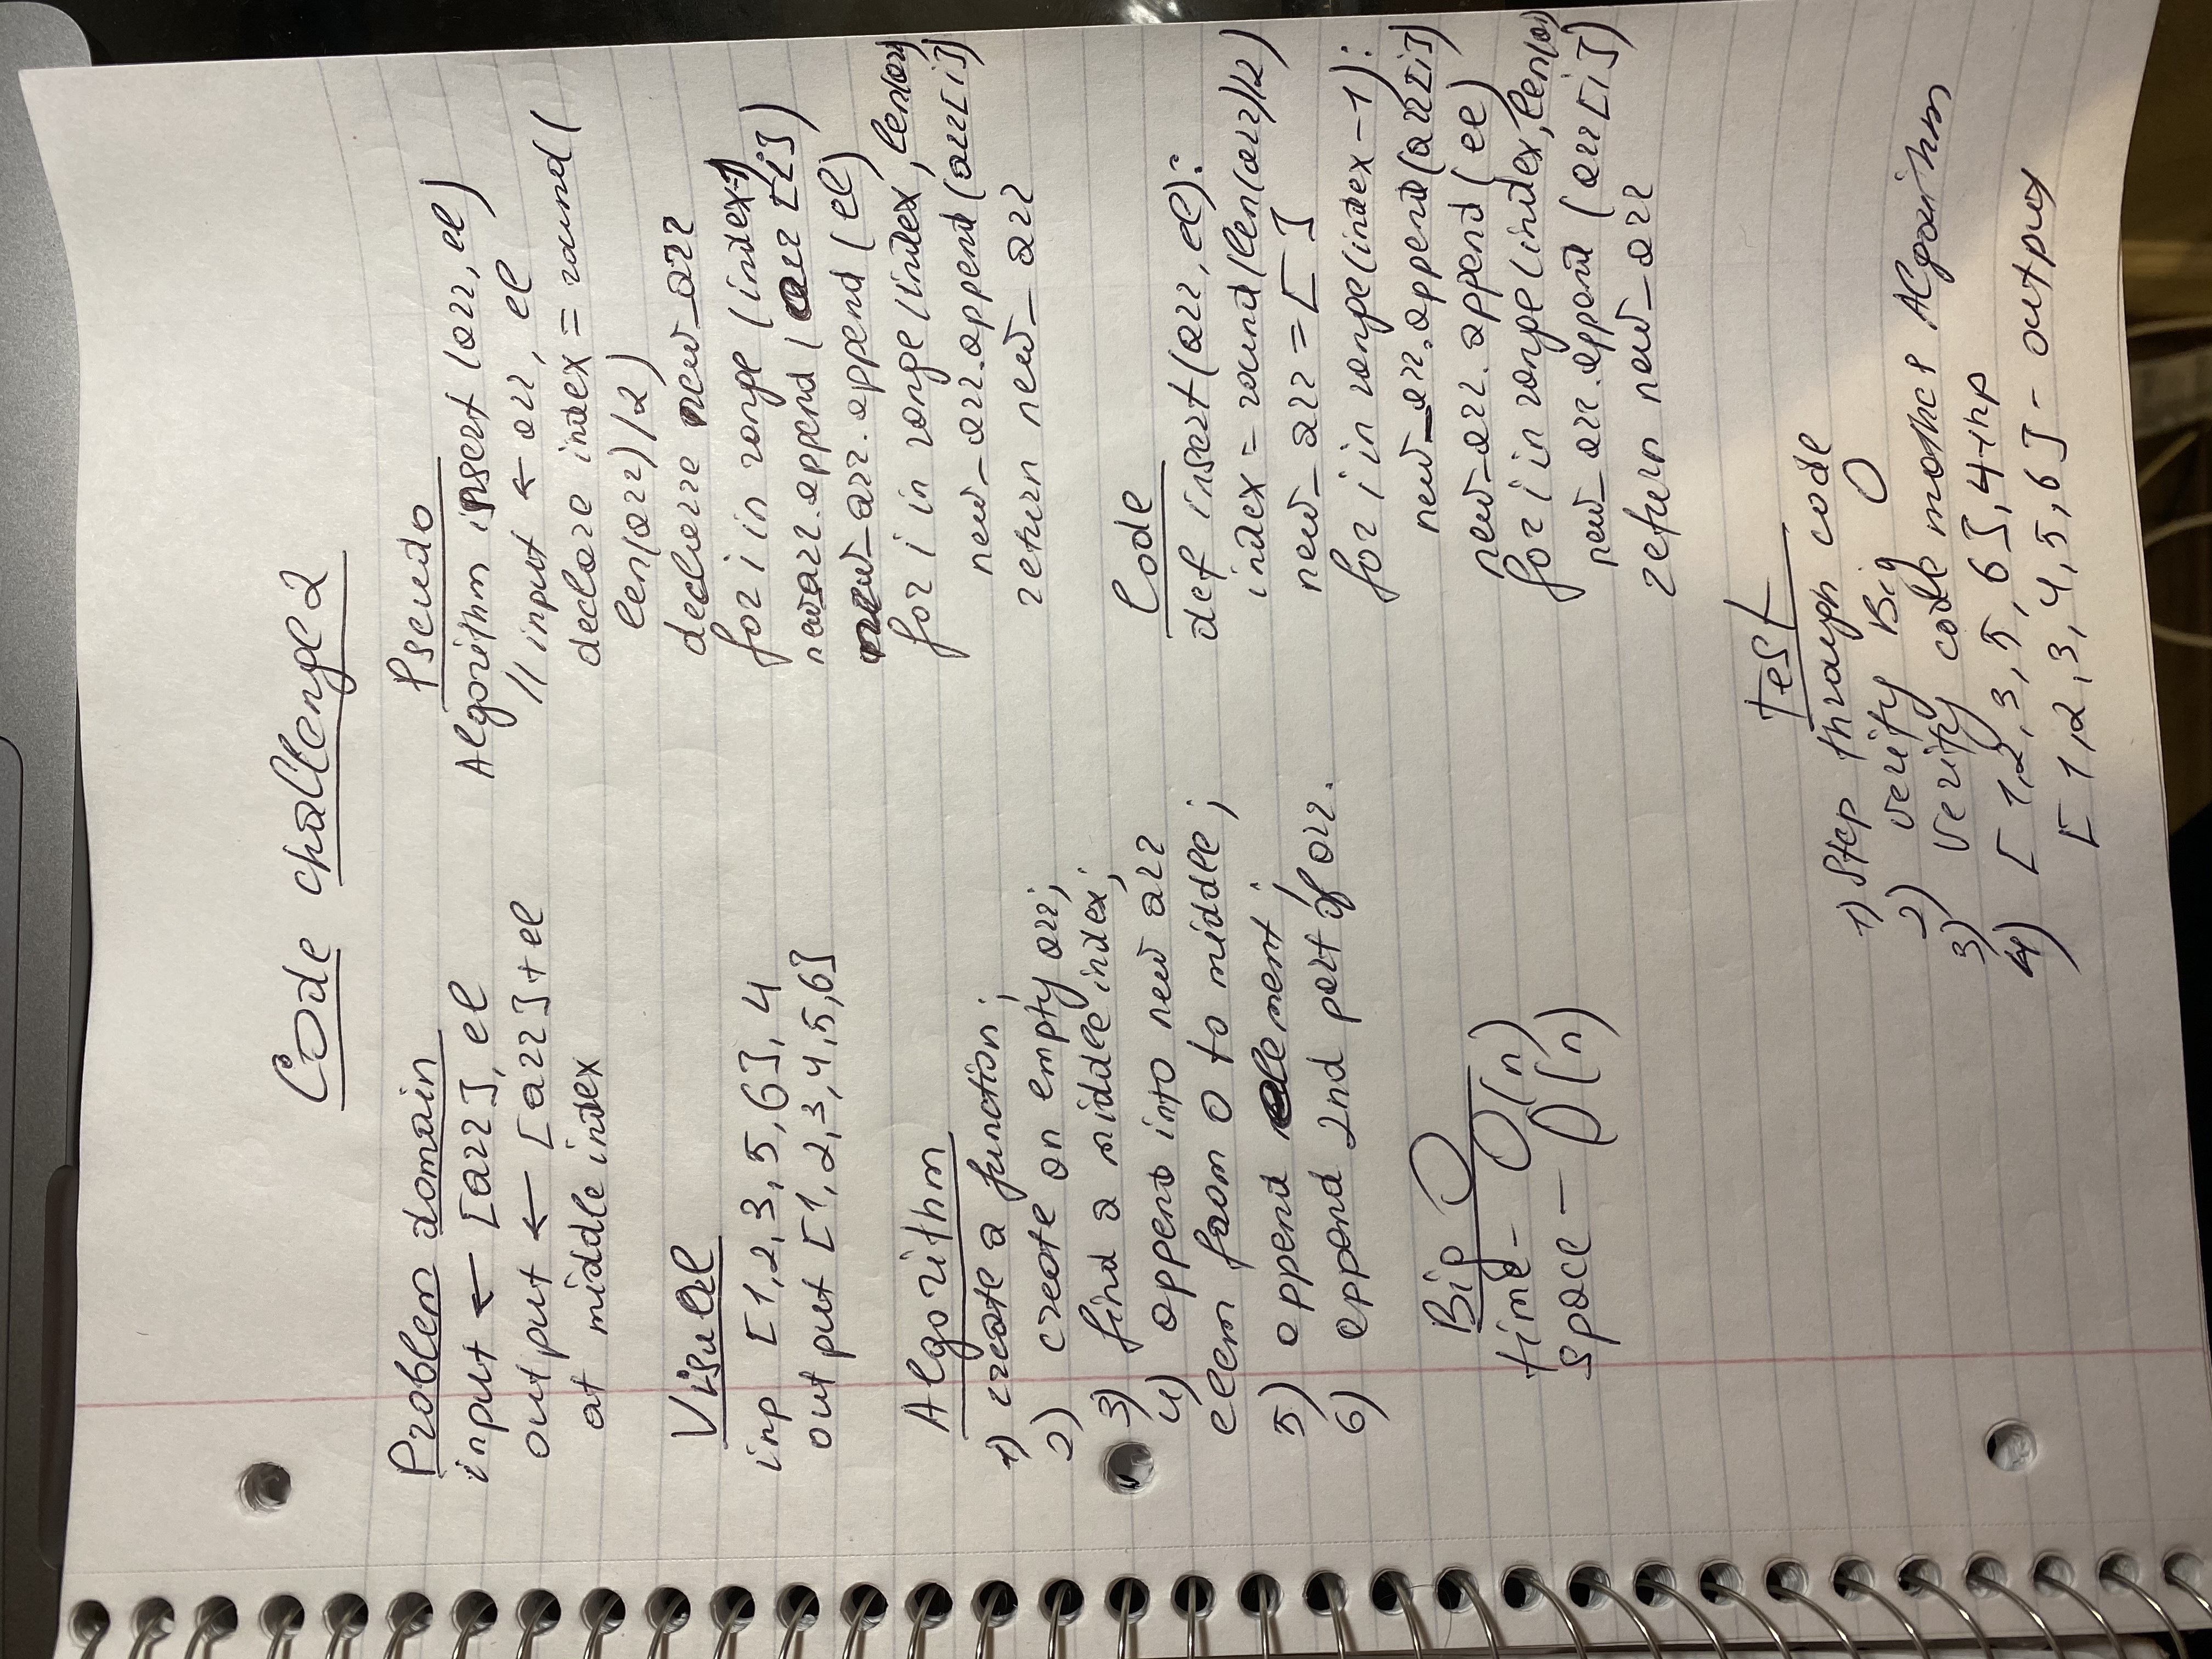 Code challenge 2
Problem domain
input ← [arr], el
output ← [arr] + el
at middle index
Visual
inp [1,2,3,5,6], 4
output [1,2,3,4,5,6]
Algorithm
1) create a function;
2) create an empty arr;
3) find a middle index;
4) append into new arr
elem from 0 to middle;
5) append element;
6) append 2nd part of arr.
Big O
time - O(n)
space - O(n)
Pseudo
Algorithm insert (arr, el)
// input ← arr, el
declare index = round (
len(arr) / 2)
declarre new_arr
for i in range (index-1)
new_arr.append (arr [i])
new_arr.append (el)
for i in range (index, len(arr)
new_arr.append (arr[i])
return new_arr
Code
def insert(arr, el):
index = round(len(arr)/2)
new_arr = [ ]
for i in range(index-1):
new_arr.append(arr[i])
new_arr.append(el)
for i in range(index, len(ar)
new_arr.append (arr[i])
return new_arr
Test
1) Step through code
2) verify Big O
3) Verify code mathes Algorithm
4) [1,2,3,5,6], 4 - inp
[1,2,3,4,5,6] - output